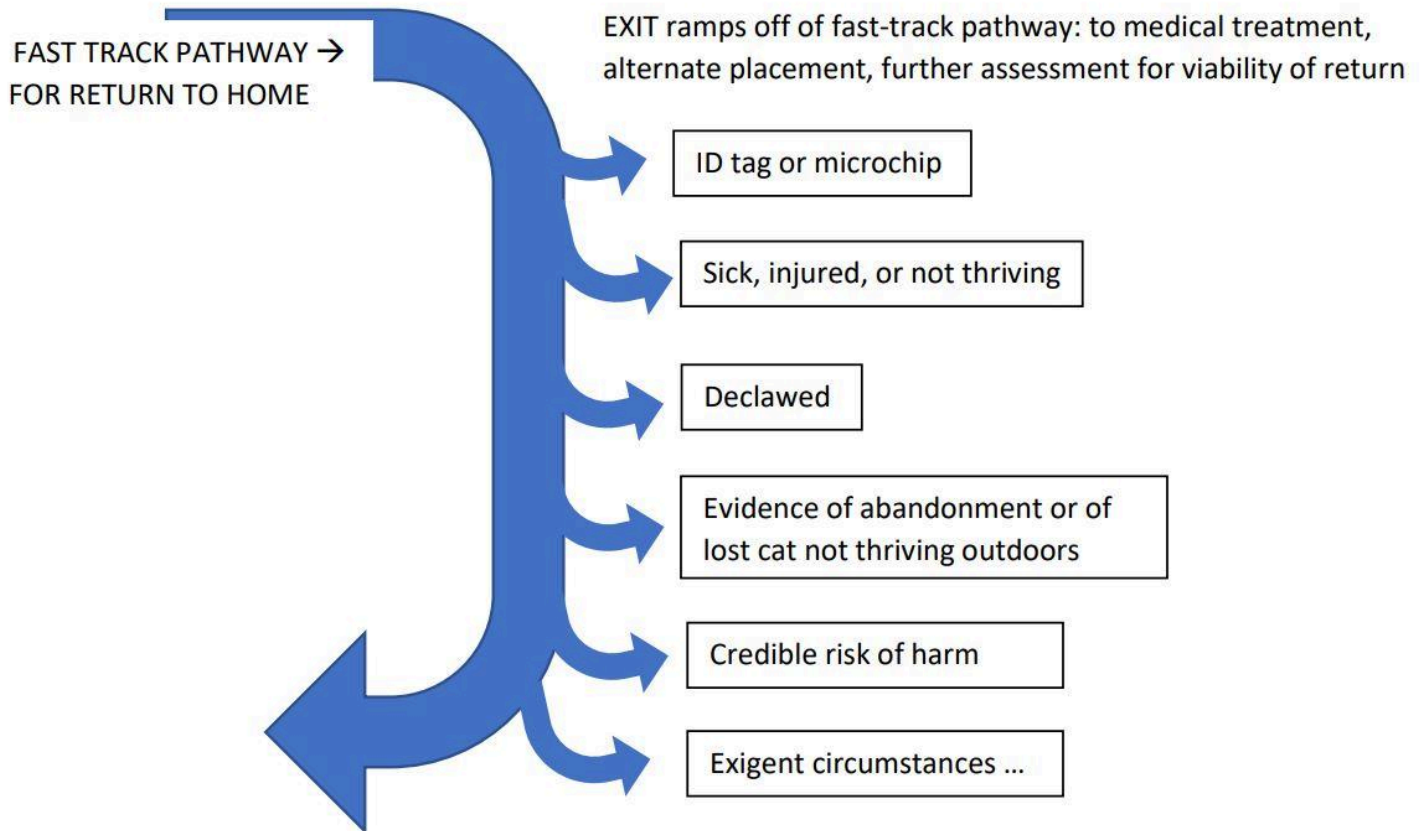 FAST TRACK PATHWAY →
FOR RETURN TO HOME
EXIT ramps off of fast-track pathway: to medical treatment,
alternate placement, further assessment for viability of return
ID tag or microchip
Sick, injured, or not thriving
Declawed
Evidence of abandonment or of
lost cat not thriving outdoors
Credible risk of harm
Exigent circumstances ...